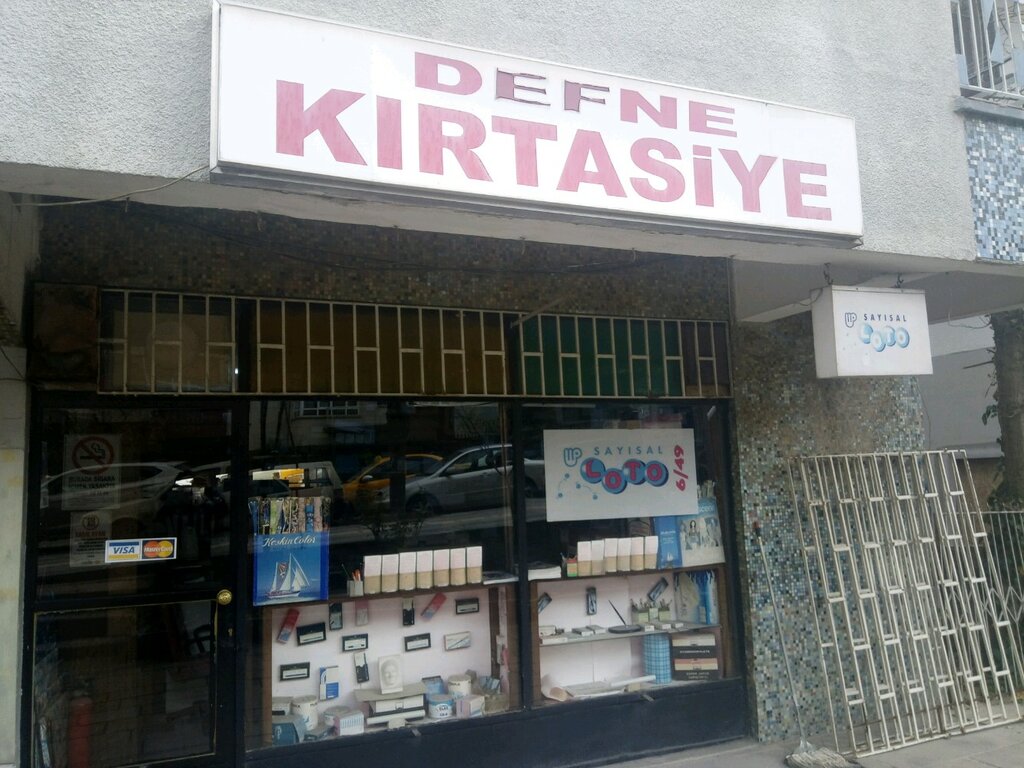 DEFNE
KIRTASİYE
SAYISAL
LOTO
SAYISAL
LOTO
6/49
VISA
MasterCard
Keskin Color